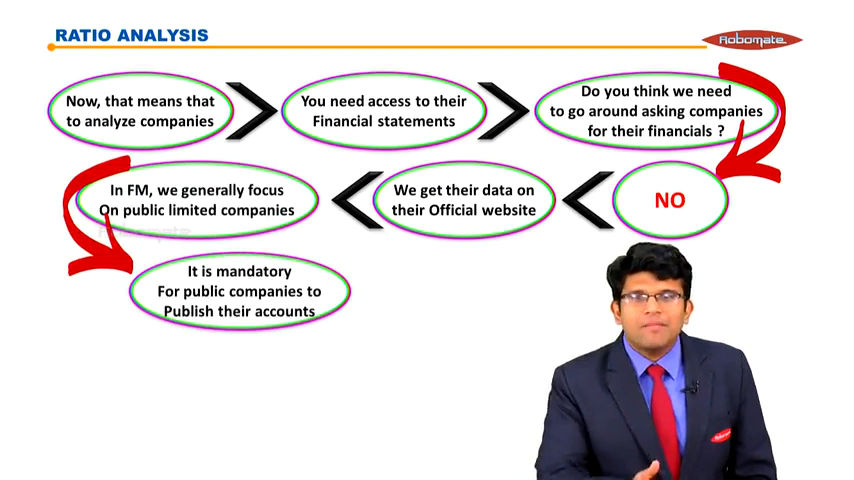 RATIO ANALYSIS
Robomate
Now, that means that
to analyze companies
You need access to their
Financial statements
Do you think we need
to go around asking companies
for their financials ?
NO
We get their data on
their Official website
In FM, we generally focus
On public limited companies
Robomate
It is mandatory
For public companies to
Publish their accounts
Robomate